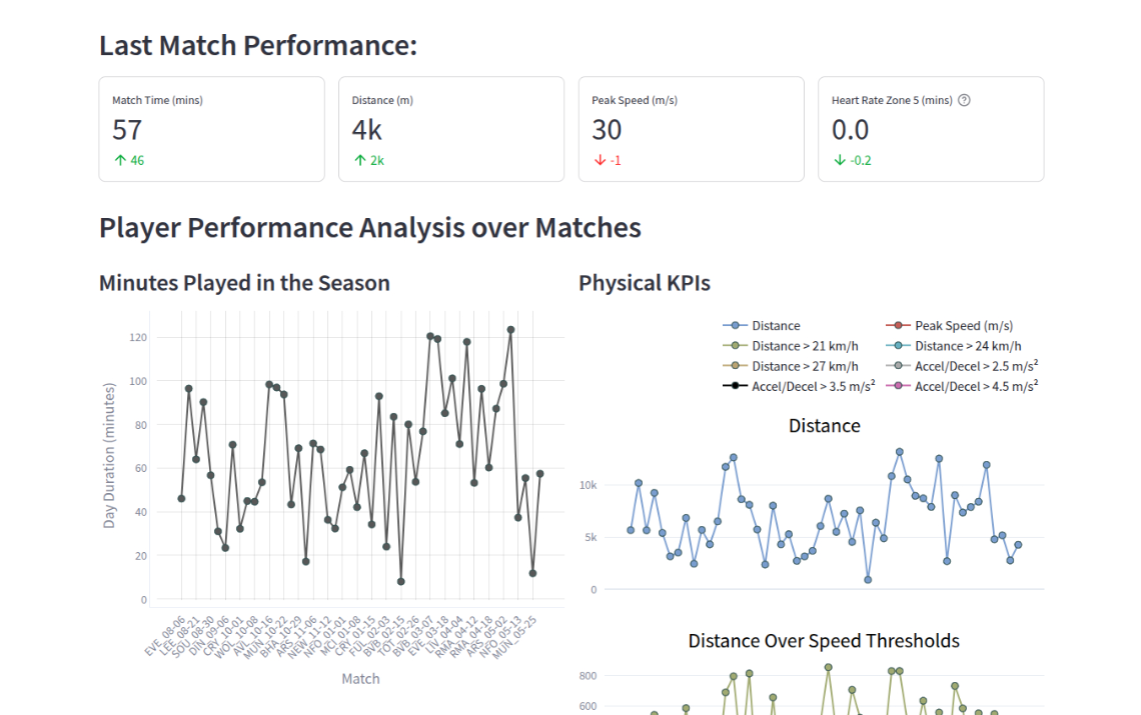 Last Match Performance:
Match Time (mins)
57
↑ 46
Distance (m)
4k
↑ 2k
Peak Speed (m/s)
30
↓ -1
Heart Rate Zone 5 (mins) ?
0.0
↓ -0.2
Player Performance Analysis over Matches
Minutes Played in the Season
Day Duration (minutes)
120
100
80
60
40
20
0
EVE_08-06
LEE_08-21
SOU_08-30
DIN_09-06
CRY_10-01
WOL_10-08
AVL_10-16
MUN_10-22
BHA_10-29
ARS_11-06
NEW_11-12
NFO_01-01
MCI_01-08
CRY_01-15
FUL_02-03
BVB_02-15
TOT_02-26
BVB_03-07
EVE_03-18
LIV_04-04
RMA_04-12
RMA_04-18
ARS_05-02
NFO_05-13
MUN_05-25
Match
Physical KPIs
Distance
Peak Speed (m/s)
Distance > 21 km/h
Distance > 24 km/h
Distance > 27 km/h
Accel/Decel > 2.5 m/s²
Accel/Decel > 3.5 m/s²
Accel/Decel > 4.5 m/s²
Distance
10k
5k
0
Distance Over Speed Thresholds
800
600